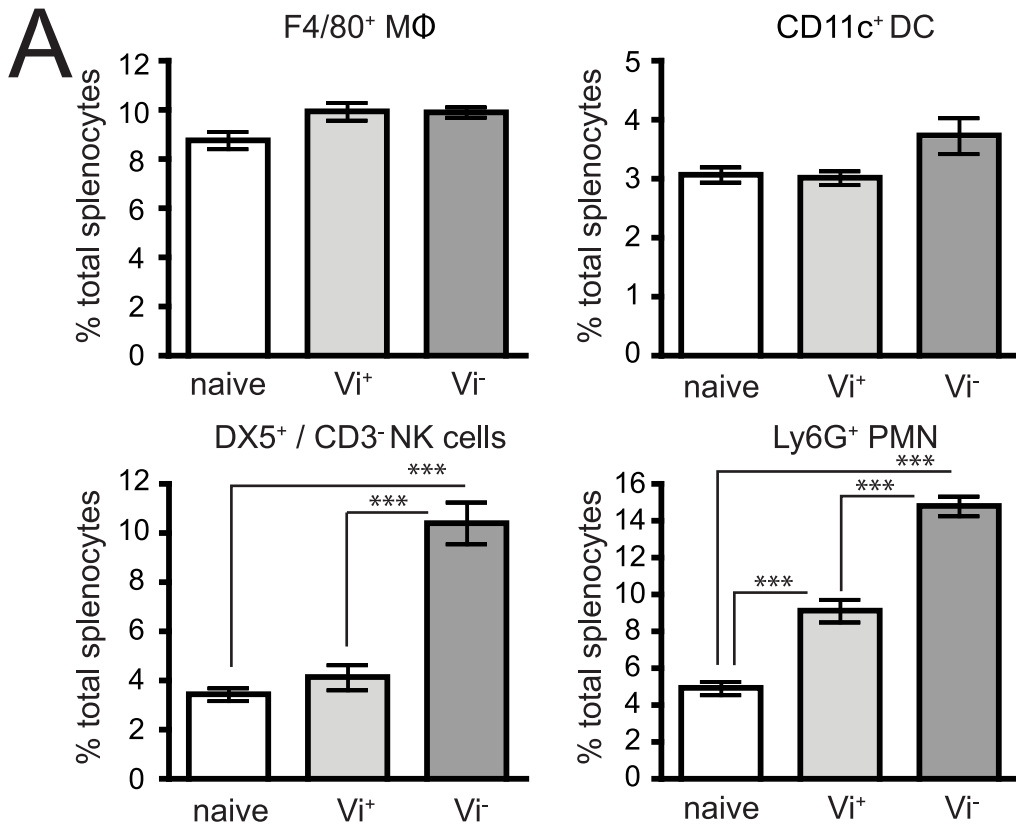 A
F4/80⁺ MΦ
% total splenocytes
12
10
8
6
4
2
0
naive Vi⁺ Vi⁻
CD11c⁺ DC
% total splenocytes
5
4
3
2
1
0
naive Vi⁺ Vi⁻
DX5⁺ / CD3⁻ NK cells
% total splenocytes
12
10
8
6
4
2
0
***
***
naive Vi⁺ Vi⁻
Ly6G⁺ PMN
% total splenocytes
16
14
12
10
8
6
4
2
0
***
***
***
naive Vi⁺ Vi⁻